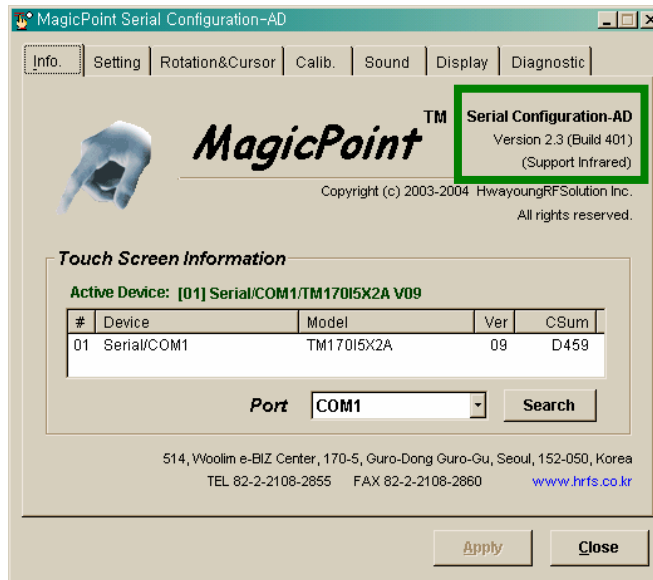 MagicPoint Serial Configuration-AD
Info. Setting Rotation&Cursor Calib. Sound Display Diagnostic
MagicPoint TM
Serial Configuration-AD
Version 2.3 (Build 401)
(Support Infrared)
Copyright (c) 2003-2004 HwayoungRFSolution Inc.
All rights reserved.
Touch Screen Information
Active Device: [01] Serial/COM1/TM170I5X2A V09
# Device Model Ver CSum
01 Serial/COM1 TM170I5X2A 09 D459
Port COM1 Search
514, Woolim e-BIZ Center, 170-5, Guro-Dong Guro-Gu, Seoul, 152-050, Korea
TEL 82-2-2108-2855 FAX 82-2-2108-2860 www.hrfs.co.kr
Apply Close